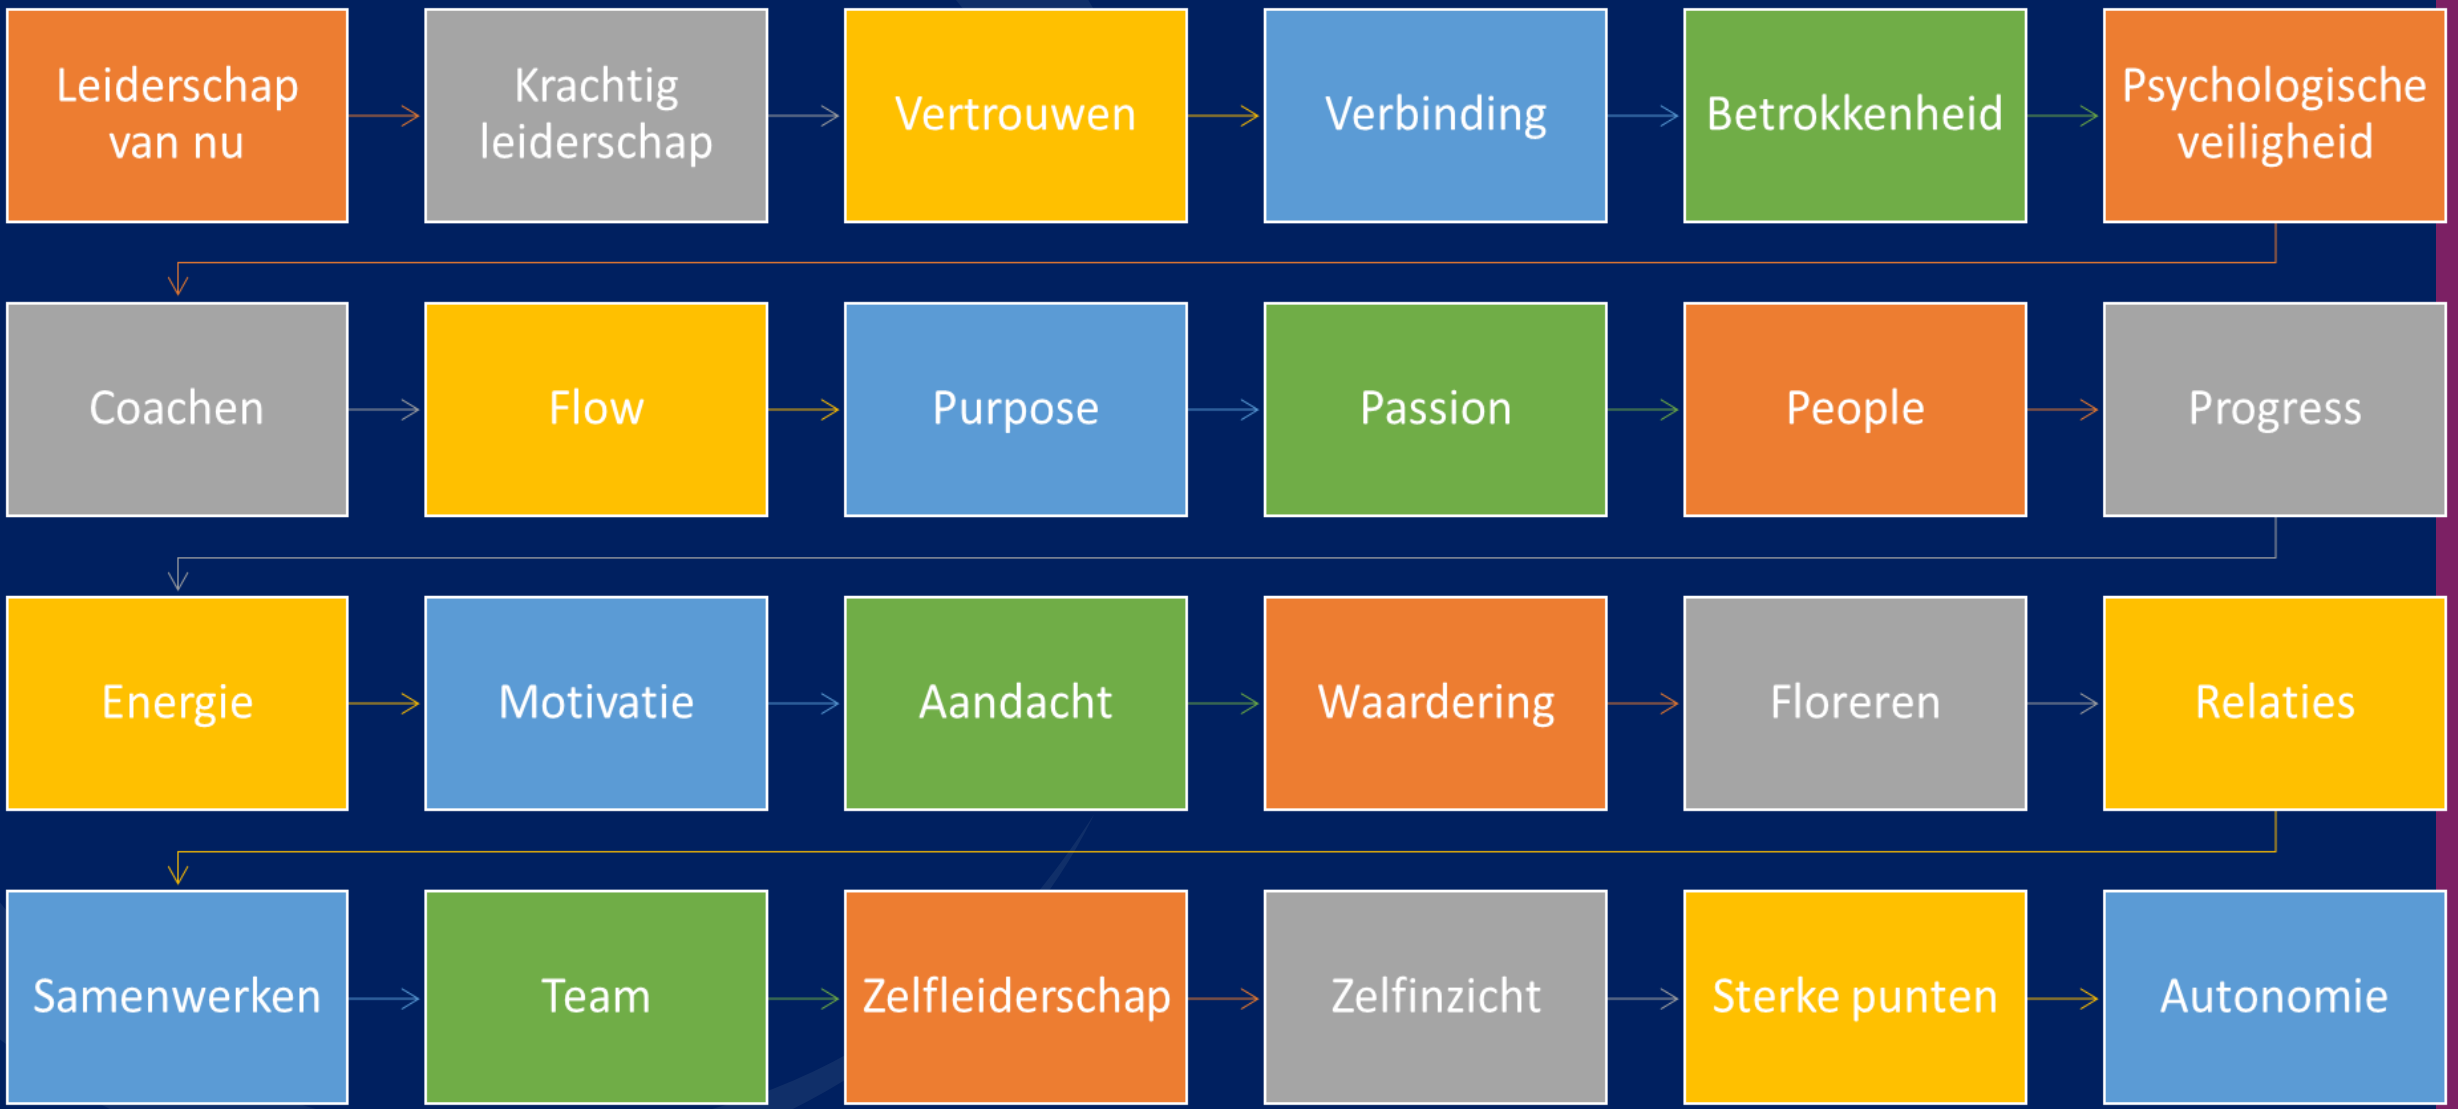 Leiderschap
van nu
Krachtig
leiderschap
Vertrouwen
Verbinding
Betrokkenheid
Psychologische
veiligheid
Coachen
Flow
Purpose
Passion
People
Progress
Energie
Motivatie
Aandacht
Waardering
Floreren
Relaties
Samenwerken
Team
Zelfleiderschap
Zelfinzicht
Sterke punten
Autonomie